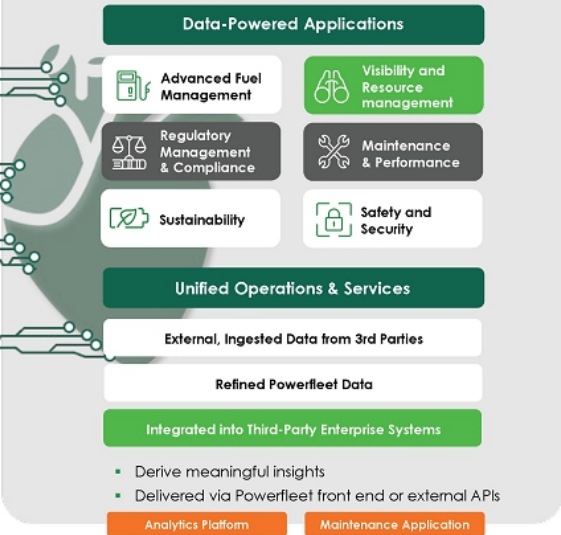 Data-Powered Applications
Advanced Fuel
Management
Visibility and
Resource
management
Regulatory
Management
& Compliance
Maintenance
& Performance
Sustainability
Safety and
Security
Unified Operations & Services
External, Ingested Data from 3rd Parties
Refined Powerfleet Data
Integrated into Third-Party Enterprise Systems
▪ Derive meaningful insights
▪ Delivered via Powerfleet front end or external APIs
Analytics Platform
Maintenance Application